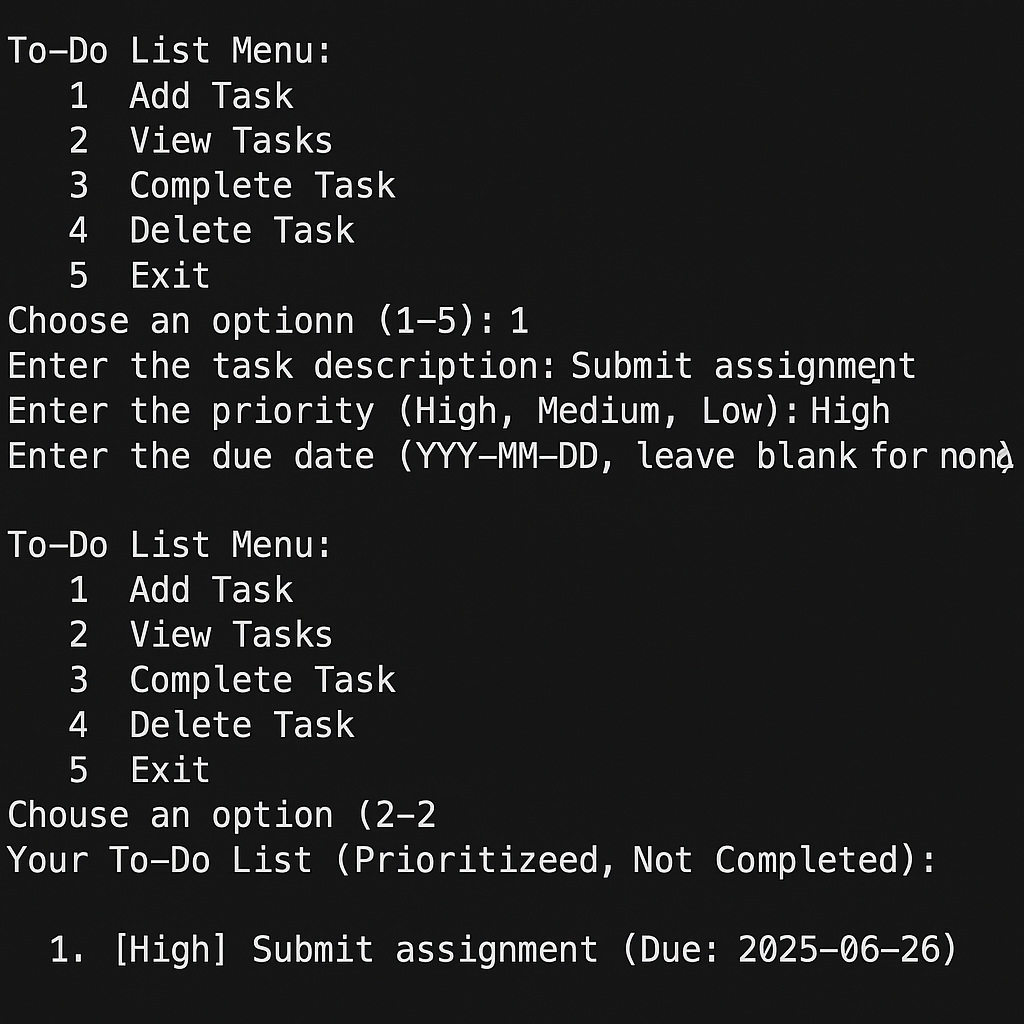 To-Do List Menu:
1 Add Task
2 View Tasks
3 Complete Task
4 Delete Task
5 Exit
Choose an optionn (1-5): 1
Enter the task description: Submit assignment
Enter the priority (High, Medium, Low): High
Enter the due date (YYY-MM-DD, leave blank for
To-Do List Menu:
1 Add Task
2 View Tasks
3 Complete Task
4 Delete Task
5 Exit
Chouse an option (2-2
Your To-Do List (Prioritizeed, Not Completed):
1. [High] Submit assignment (Due: 2025-06-26)